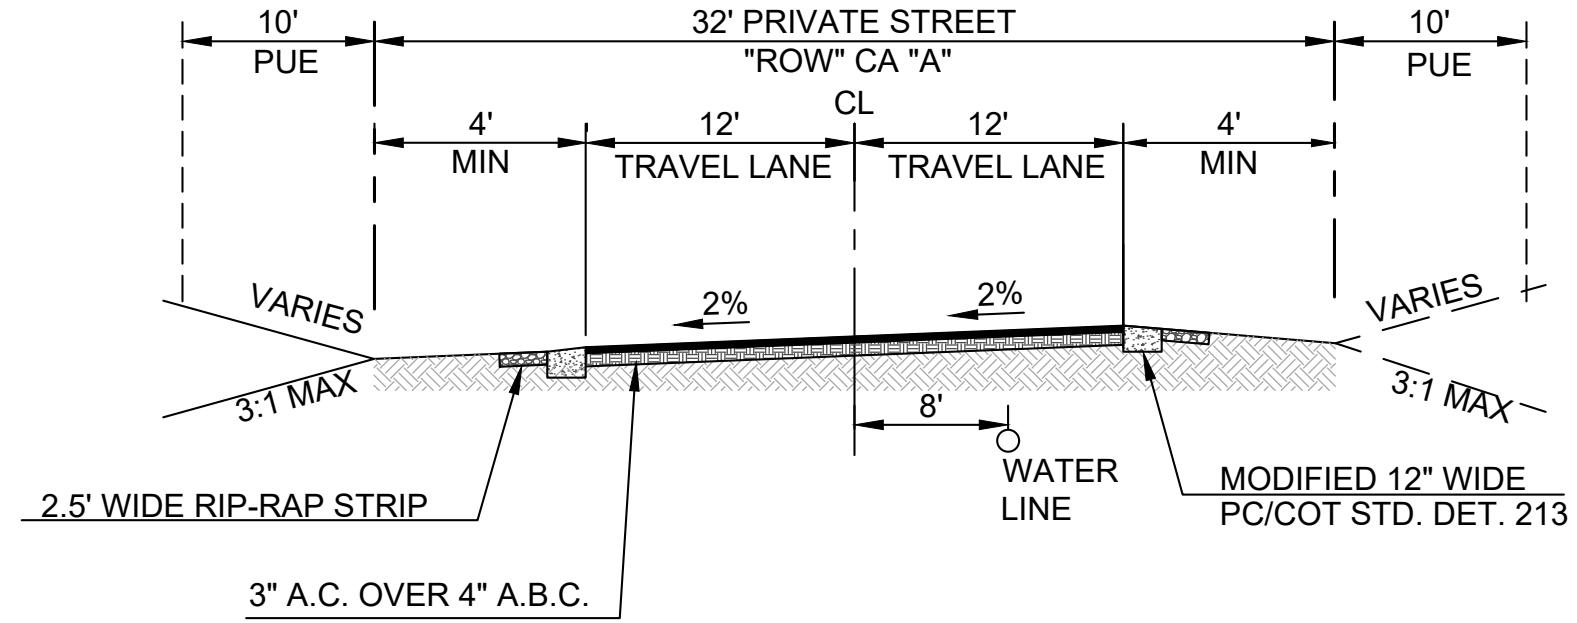 10'
32' PRIVATE STREET
10'
PUE
"ROW" CA "A"
PUE
CL
4'
12'
12'
4'
MIN
TRAVEL LANE
TRAVEL LANE
MIN
VARIES
2%
2%
VARIES
3:1 MAX
3:1 MAX
8'
WATER
LINE
2.5' WIDE RIP-RAP STRIP
MODIFIED 12" WIDE
PC/COT STD. DET. 213
3" A.C. OVER 4" A.B.C.